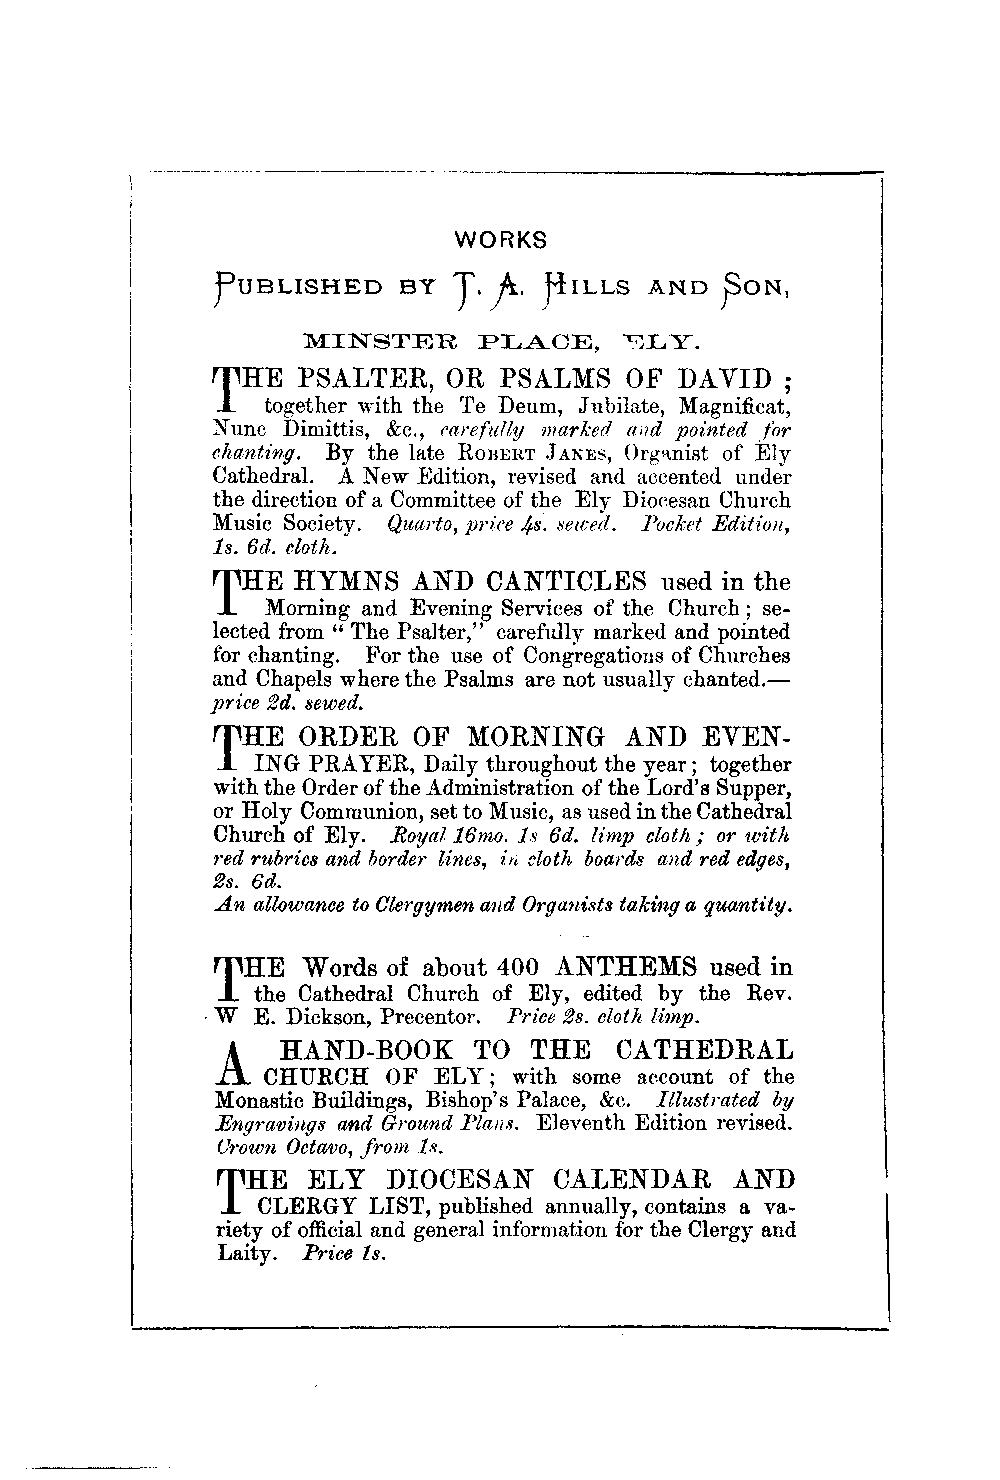 WORKS
PUBLISHED BY T. A. HILLS AND SON,
MINSTER PLACE, ELY.
THE PSALTER, OR PSALMS OF DAVID ;
together with the Te Deum, Jubilate, Magnificat,
Nunc Dimittis, &c., carefully marked and pointed for
chanting. By the late ROBERT JANES, Organist of Ely
Cathedral. A New Edition, revised and accented under
the direction of a Committee of the Ely Diocesan Church
Music Society. Quarto, price 4s. sewed. Pocket Edition,
1s. 6d. cloth.
THE HYMNS AND CANTICLES used in the
Morning and Evening Services of the Church ; se-
lected from “ The Psalter,” carefully marked and pointed
for chanting. For the use of Congregations of Churches
and Chapels where the Psalms are not usually chanted.—
price 2d. sewed.
THE ORDER OF MORNING AND EVEN-
ING PRAYER, Daily throughout the year ; together
with the Order of the Administration of the Lord's Supper,
or Holy Communion, set to Music, as used in the Cathedral
Church of Ely. Royal 16mo. 1s 6d. limp cloth ; or with
red rubrics and border lines, in cloth boards and red edges,
2s. 6d.
An allowance to Clergymen and Organists taking a quantity.
THE Words of about 400 ANTHEMS used in
the Cathedral Church of Ely, edited by the Rev.
W E. Dickson, Precentor. Price 2s. cloth limp.
A HAND-BOOK TO THE CATHEDRAL
CHURCH OF ELY ; with some account of the
Monastic Buildings, Bishop's Palace, &c. Illustrated by
Engravings and Ground Plans. Eleventh Edition revised.
Crown Octavo, from 1s.
THE ELY DIOCESAN CALENDAR AND
CLERGY LIST, published annually, contains a va-
riety of official and general information for the Clergy and
Laity. Price 1s.